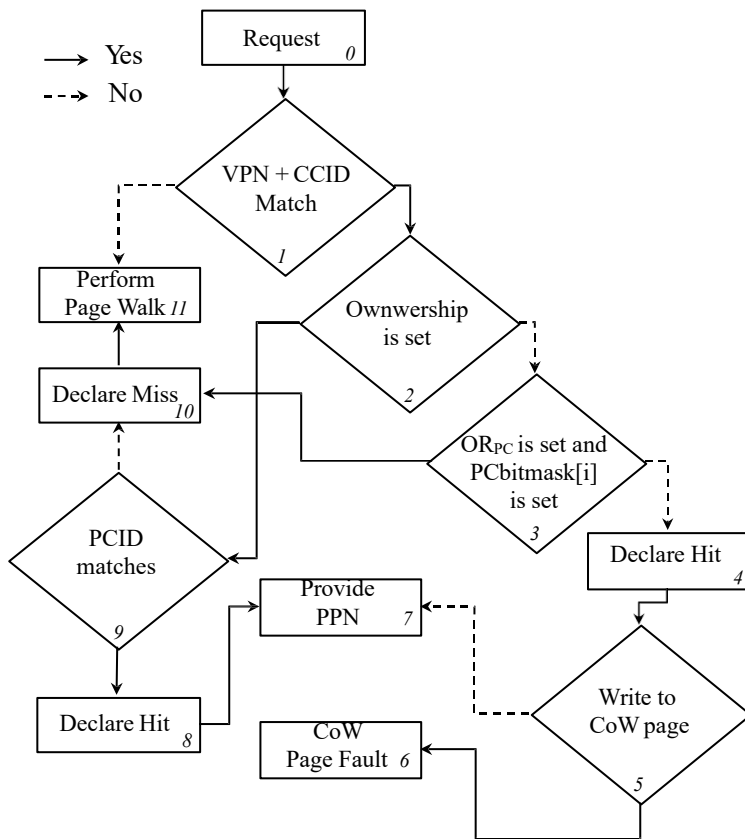 Request
0
Yes
No
VPN + CCID
Match
1
Perform
Page Walk 11
Ownwership
is set
2
Declare Miss
10
ORPC is set and
PCbitmask[i]
is set
3
PCID
matches
9
Declare Hit
4
Provide
PPN
7
Write to
CoW page
5
Declare Hit
8
CoW
Page Fault 6